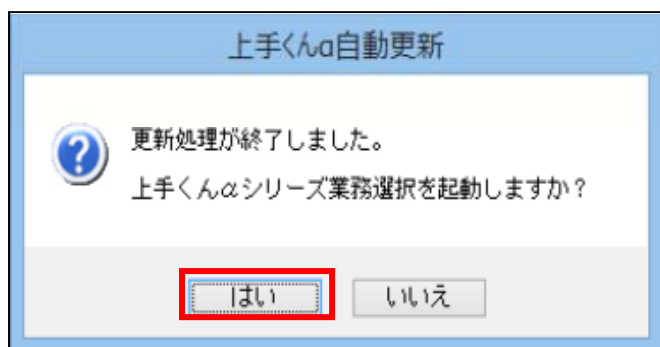 上手くんα自動更新
更新処理が終了しました。
上手くんαシリーズ業務選択を起動しますか？
はい
いいえ